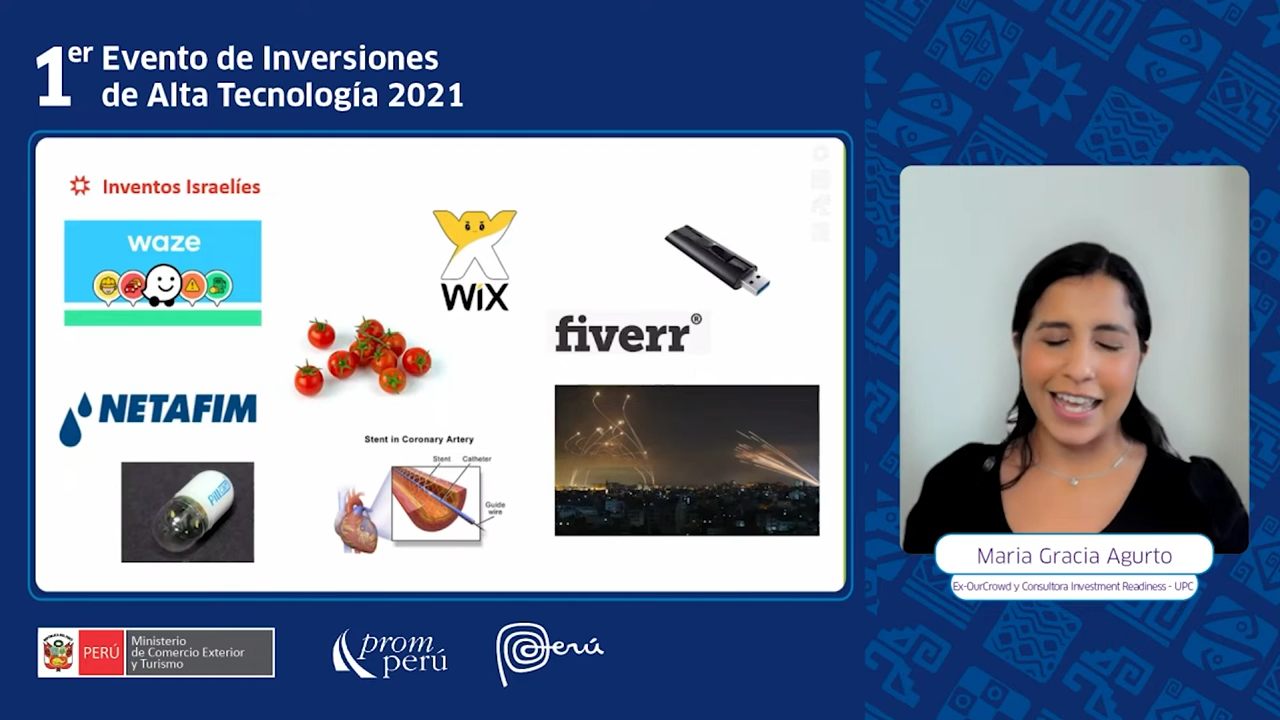 1er Evento de Inversiones
de Alta Tecnología 2021
Inventos Israelíes
waze
WiX
fiverr®
NETAFIM
Stent in Coronary Artery
Stent
Catheter
Guide
wire
Maria Gracia Agurto
Ex-OurCrowd y Consultora Investment Readiness - UPC
PERÚ
Ministerio
de Comercio Exterior
y Turismo
prom
perú
Perú